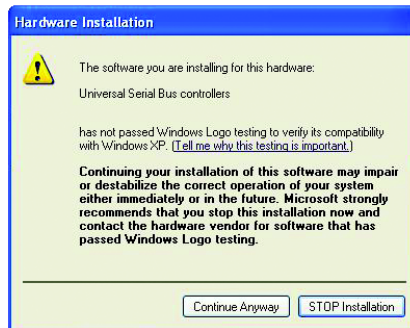 Hardware Installation
The software you are installing for this hardware:
Universal Serial Bus controllers
has not passed Windows Logo testing to verify its compatibility
with Windows XP. (Tell me why this testing is important.)
Continuing your installation of this software may impair
or destabilize the correct operation of your system
either immediately or in the future. Microsoft strongly
recommends that you stop this installation now and
contact the hardware vendor for software that has
passed Windows Logo testing.
Continue Anyway STOP Installation